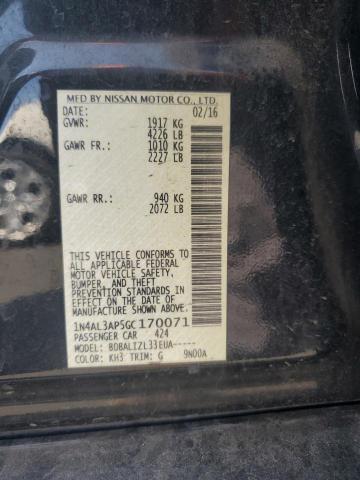 MFD BY NISSAN MOTOR CO., LTD.
DATE: 02/16
GVWR: 1917 KG
4226 LB
GAWR FR.: 1010 KG
2227 LB
GAWR RR.: 940 KG
2072 LB
THIS VEHICLE CONFORMS TO
ALL APPLICABLE FEDERAL
MOTOR VEHICLE SAFETY,
BUMPER, AND THEFT
PREVENTION STANDARDS IN
EFFECT ON THE DATE OF
MANUFACTURE SHOWN ABOVE.
1N4AL3AP5GC170071
PASSENGER CAR 424
MODEL: BDBALIZL33EUA-----
COLOR: KH3 TRIM: G 9N00A